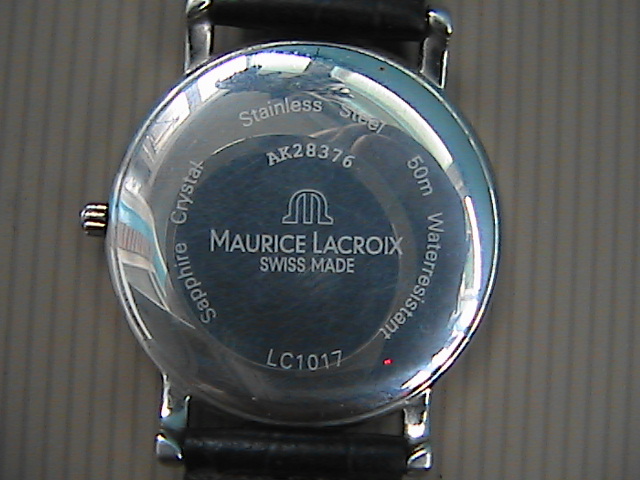 Stainless Steel
AK28376
50m Waterresistant
Sapphire Crystal
MAURICE LACROIX
SWISS MADE
LC1017